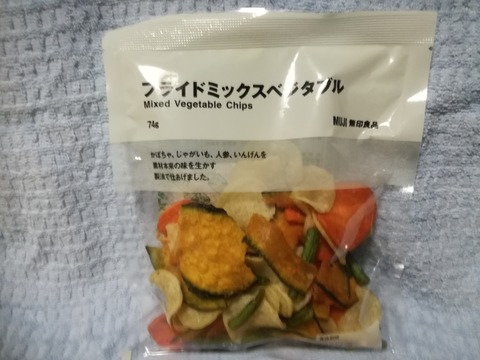 フライドミックスベジタブル
Mixed Vegetable Chips
74g
MUJI 無印良品
かぼちゃ、じゃがいも、人参、いんげんを
素材本来の味を生かす
製法で仕あげました。